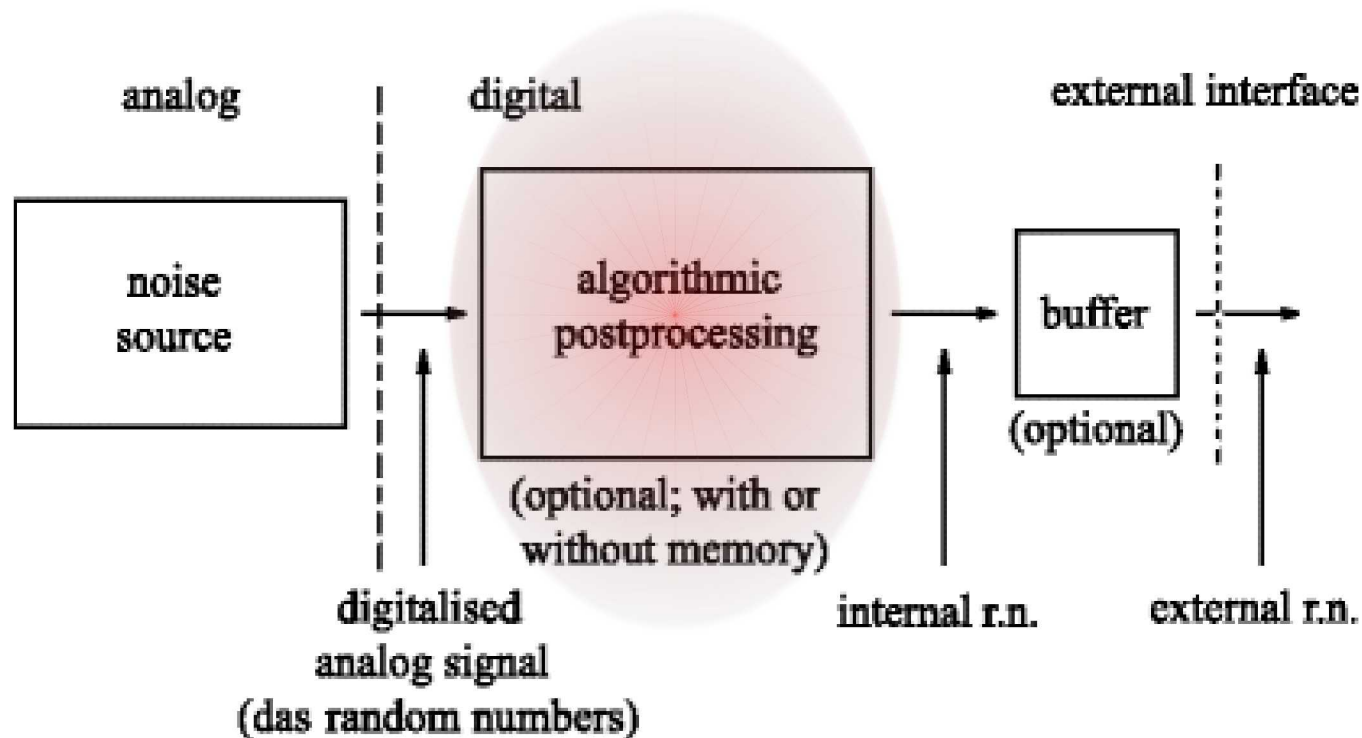 analog
digital
external interface
noise
source
algorithmic
postprocessing
buffer
(optional)
(optional; with or
without memory)
digitalised
analog signal
(das random numbers)
internal r.n.
external r.n.